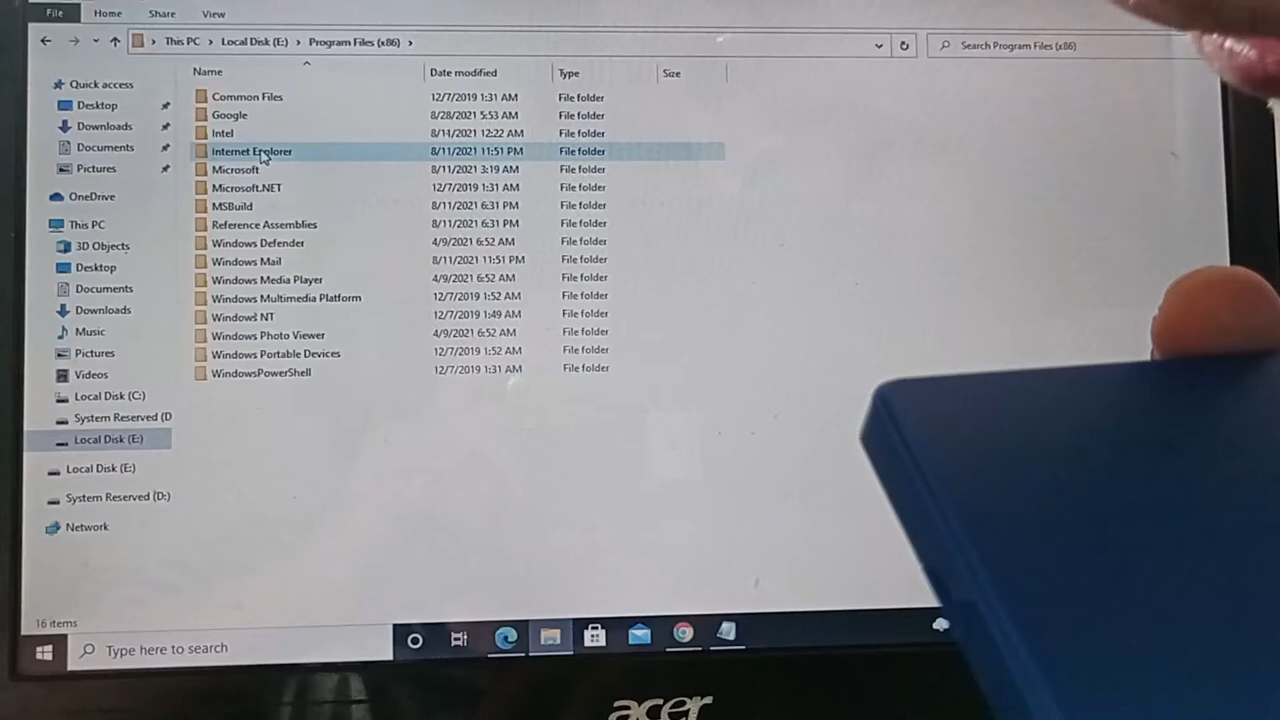 File Home Share View
This PC > Local Disk (E:) > Program Files (x86) >
Search Program Files (x86)
Name Date modified Type Size
Quick access
Desktop
Downloads
Documents
Pictures
OneDrive
This PC
3D Objects
Desktop
Documents
Downloads
Music
Pictures
Videos
Local Disk (C:)
System Reserved (D
Local Disk (E:)
Local Disk (E:)
System Reserved (D:)
Network
Common Files 12/7/2019 1:31 AM File folder
Google 8/28/2021 5:53 AM File folder
Intel 8/14/2021 12:22 AM File folder
Internet Explorer 8/11/2021 11:51 PM File folder
Microsoft 8/11/2021 3:19 AM File folder
Microsoft.NET 12/7/2019 1:31 AM File folder
MSBuild 8/11/2021 6:31 PM File folder
Reference Assemblies 8/11/2021 6:31 PM File folder
Windows Defender 4/9/2021 6:52 AM File folder
Windows Mail 8/11/2021 11:51 PM File folder
Windows Media Player 4/9/2021 6:52 AM File folder
Windows Multimedia Platform 12/7/2019 1:52 AM File folder
Windows NT 12/7/2019 1:49 AM File folder
Windows Photo Viewer 4/9/2021 6:52 AM File folder
Windows Portable Devices 12/7/2019 1:52 AM File folder
WindowsPowerShell 12/7/2019 1:31 AM File folder
16 items
Type here to search
acer